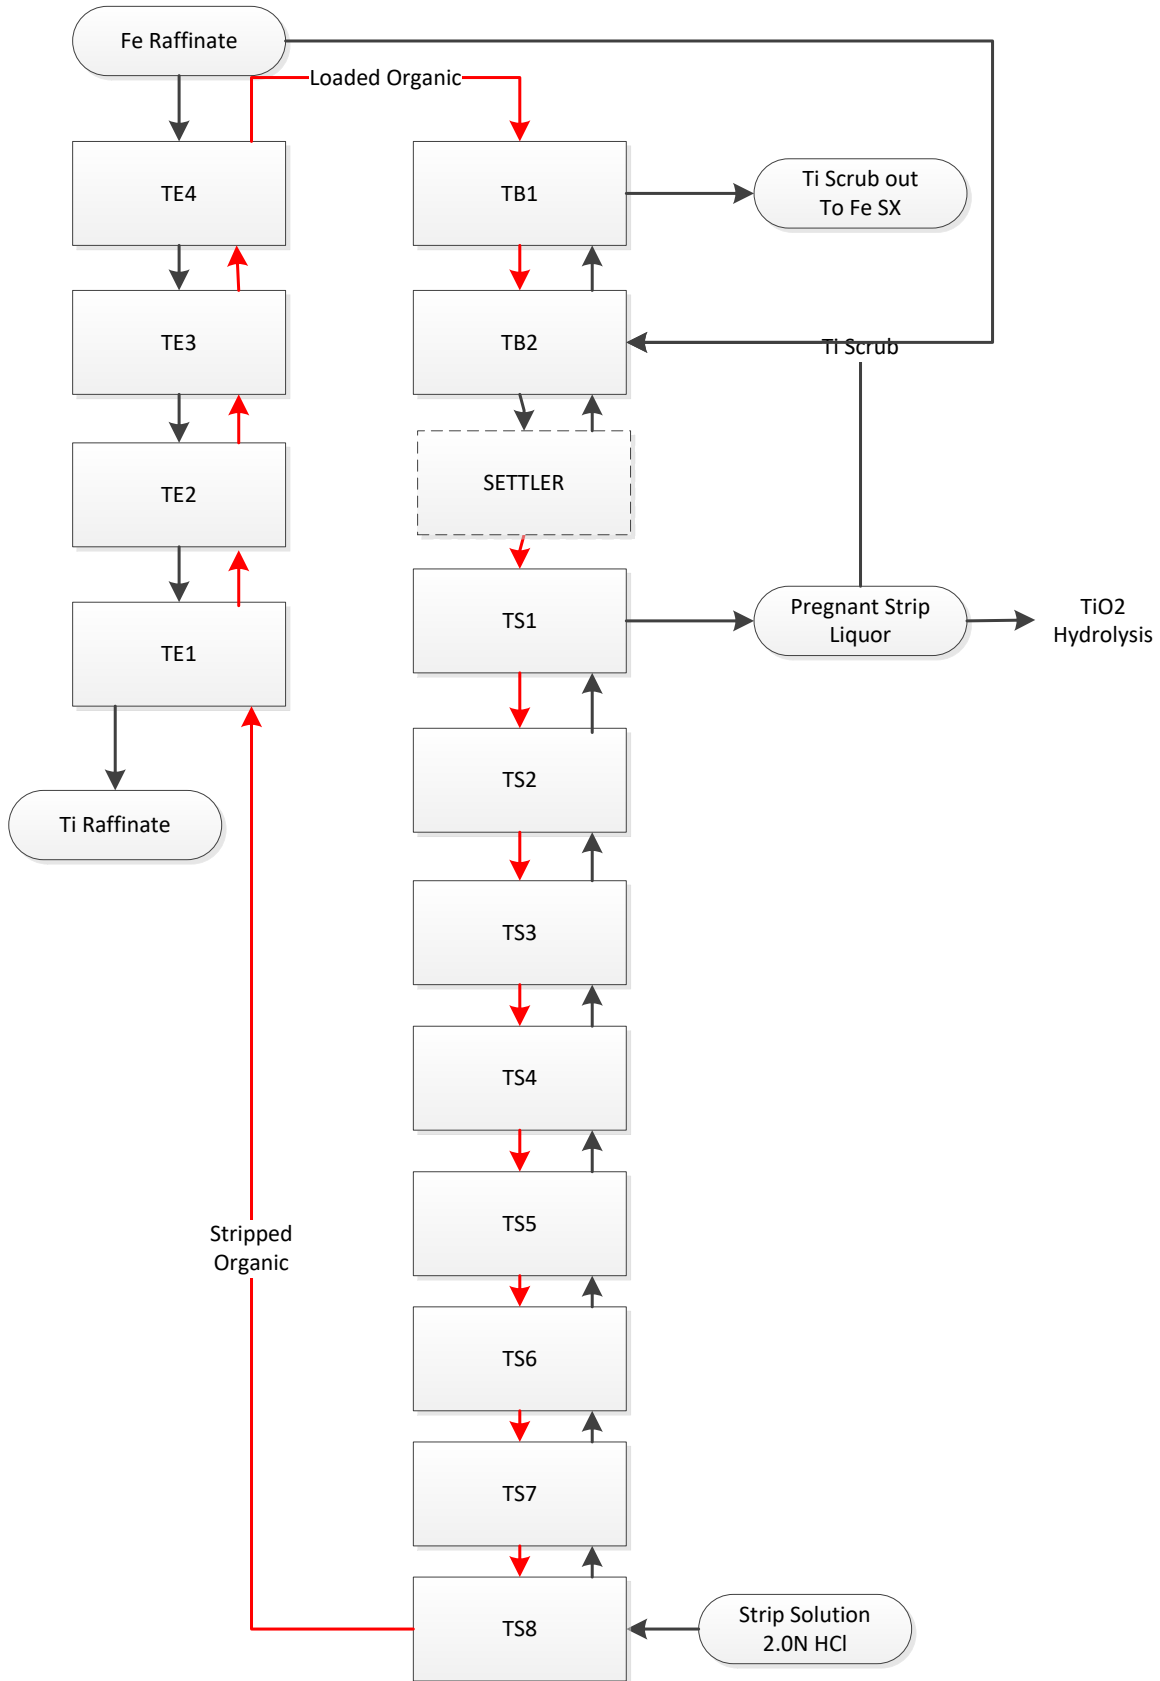 Fe Raffinate
Loaded Organic
TE4
TB1
Ti Scrub out
To Fe SX
TE3
TB2
Ti Scrub
TE2
SETTLER
TE1
TS1
Pregnant Strip
Liquor
TiO2
Hydrolysis
TS2
Ti Raffinate
TS3
TS4
TS5
Stripped
Organic
TS6
TS7
TS8
Strip Solution
2.0N HCl